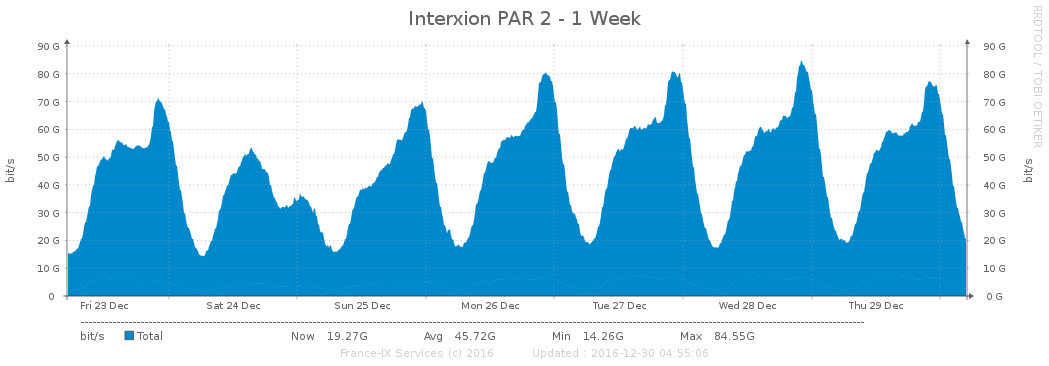 Interxion PAR 2 - 1 Week
RRDTOOL / TOBI OETIKER
90 G 90 G
80 G 80 G
70 G 70 G
60 G 60 G
50 G 50 G
40 G 40 G
30 G 30 G
20 G 20 G
10 G 10 G
0 0 G
bit/s
bit/s
Fri 23 Dec Sat 24 Dec Sun 25 Dec Mon 26 Dec Tue 27 Dec Wed 28 Dec Thu 29 Dec
bit/s Total Now 19.27G Avg 45.72G Min 14.26G Max 84.55G
France-IX Services (c) 2016 Updated : 2016-12-30 04:55:06